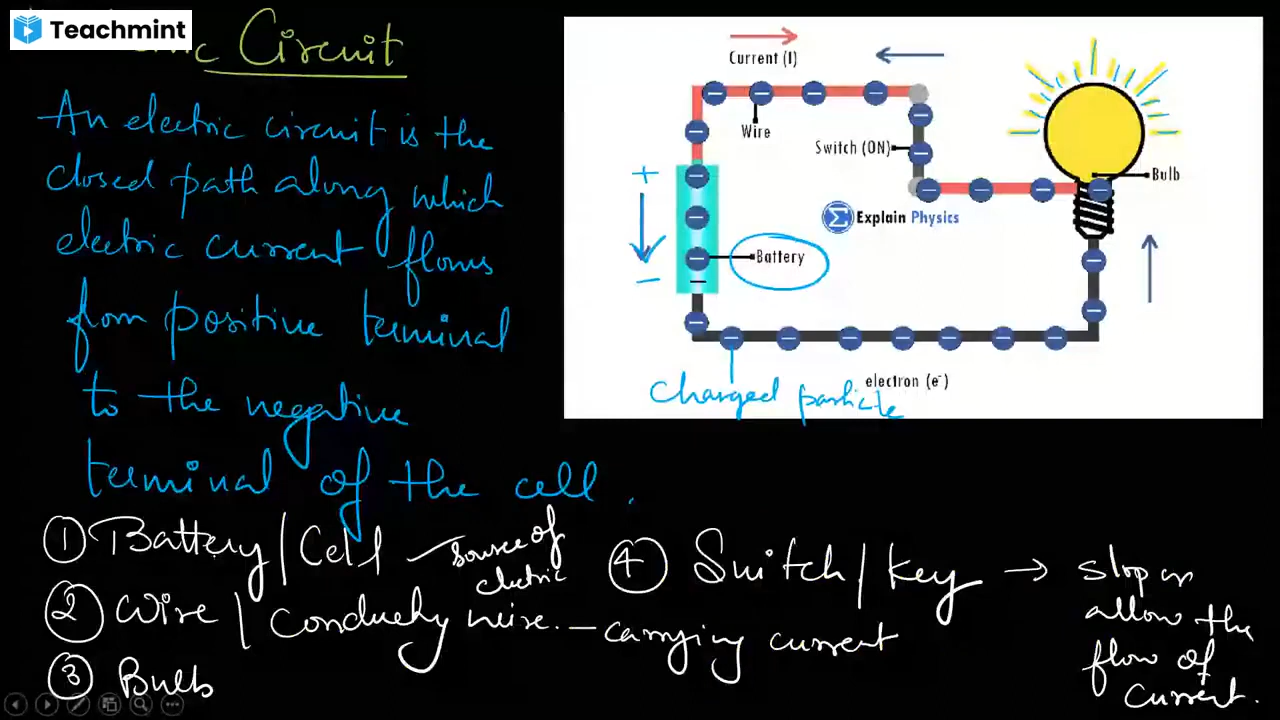 Teachmint
Circuit
An electric circuit is the
closed path along which
electric current flows
from positive terminal
to the negative
terminal of the cell.
Current (I)
Wire
Switch (ON)
Bulb
Explain Physics
+
Battery
−
electron (e⁻)
Charged particle
① Battery / Cell – source of
electric
② Wire / Conducting wire. – carrying current
③ Bulb
④ Switch / Key → stop or
allow the
flow of
current.